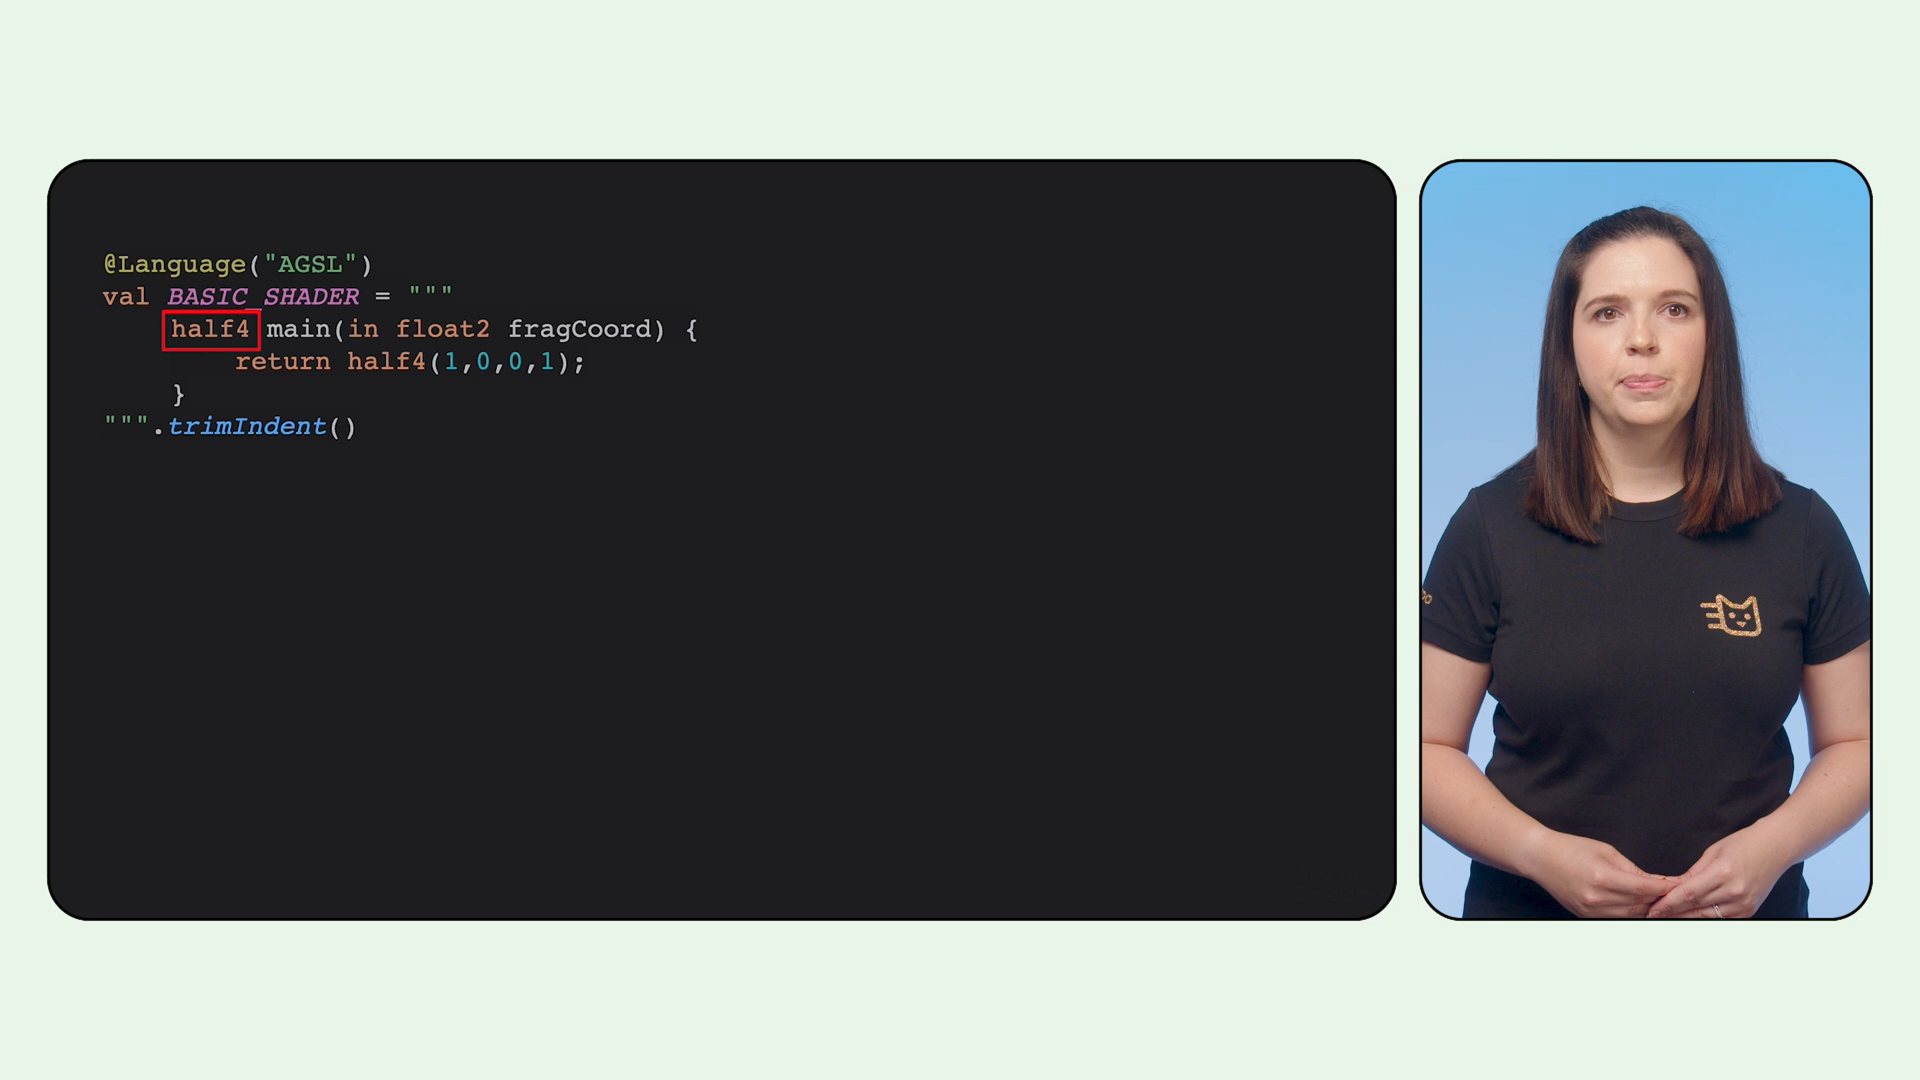 @Language("AGSL")
val BASIC_SHADER = """
half4 main(in float2 fragCoord) {
return half4(1,0,0,1);
}
""".trimIndent()